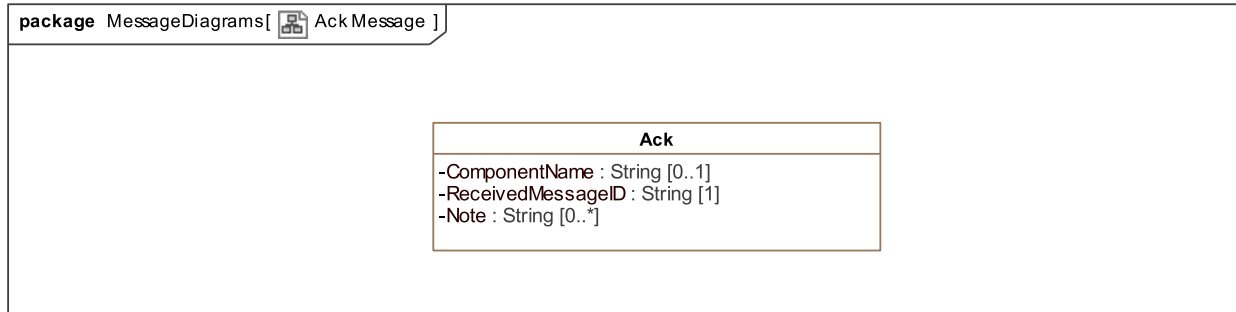 package MessageDiagrams[ Ack Message ]
Ack
-ComponentName : String [0..1]
-ReceivedMessageID : String [1]
-Note : String [0..*]